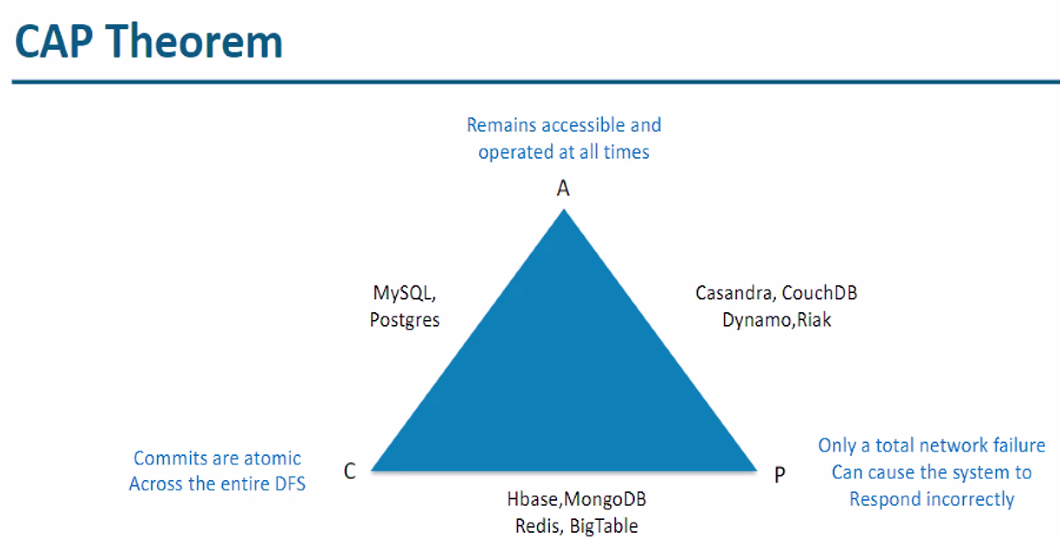 CAP Theorem
Remains accessible and
operated at all times
A
MySQL,
Postgres
Casandra, CouchDB
Dynamo,Riak
Commits are atomic
Across the entire DFS
C
P
Only a total network failure
Can cause the system to
Respond incorrectly
Hbase,MongoDB
Redis, BigTable